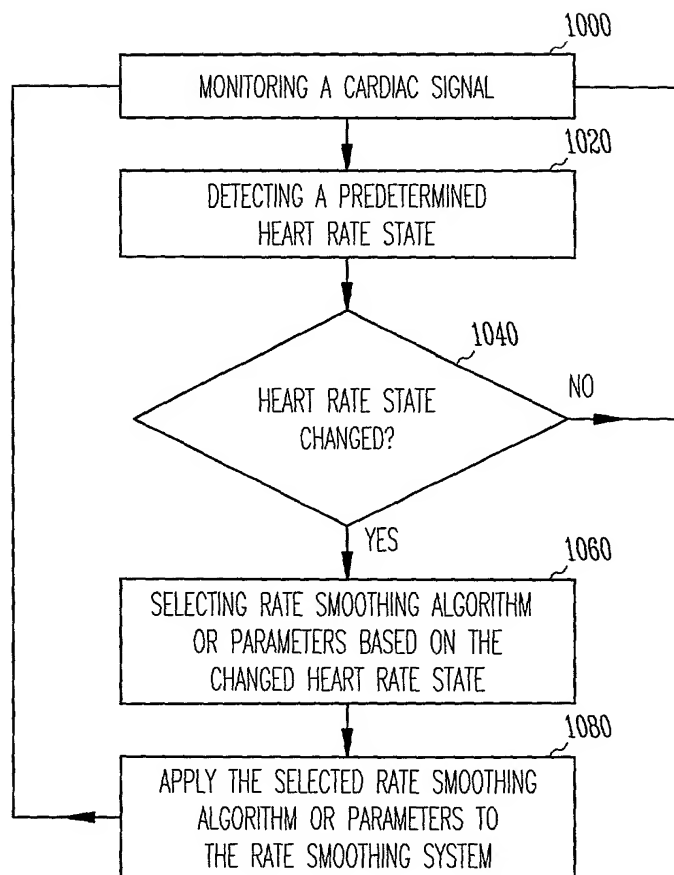 1000
MONITORING A CARDIAC SIGNAL
1020
DETECTING A PREDETERMINED
HEART RATE STATE
1040
HEART RATE STATE
CHANGED?
NO
YES
1060
SELECTING RATE SMOOTHING ALGORITHM
OR PARAMETERS BASED ON THE
CHANGED HEART RATE STATE
1080
APPLY THE SELECTED RATE SMOOTHING
ALGORITHM OR PARAMETERS TO
THE RATE SMOOTHING SYSTEM